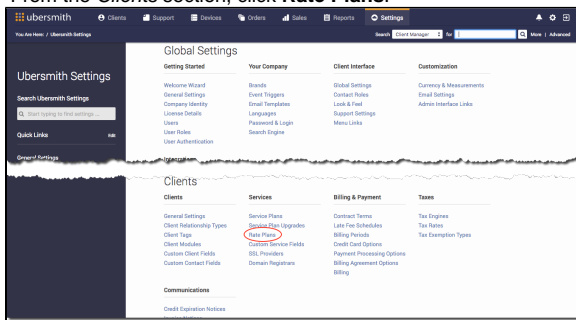 From the Clients section, click Rate Plans.
ubersmith Clients Support Devices Orders Sales Reports Settings
You Are Here: / Ubersmith Settings Search Client Manager for More | Advanced
Global Settings
Ubersmith Settings
Search Ubersmith Settings
Start typing to find settings ...
Quick Links
General Settings
Getting Started Your Company Client Interface Customization
Welcome Wizard Brands Global Settings Currency & Measurements
General Settings Event Triggers Contact Roles Email Settings
Company Identity Email Templates Look & Feel Admin Interface Links
License Details Languages Support Settings
Users Password & Login Menu Links
User Roles Search Engine
User Authentication
Clients
Clients Services Billing & Payment Taxes
General Settings Service Plans Contract Terms Tax Engines
Client Relationship Types Service Plan Upgrades Late Fee Schedules Tax Rates
Client Tags Rate Plans Billing Periods Tax Exemption Types
Client Modules Custom Service Fields Credit Card Options
Custom Client Fields SSL Providers Payment Processing Options
Custom Contact Fields Domain Registrars Billing Agreement Options
Billing
Communications
Credit Expiration Notices